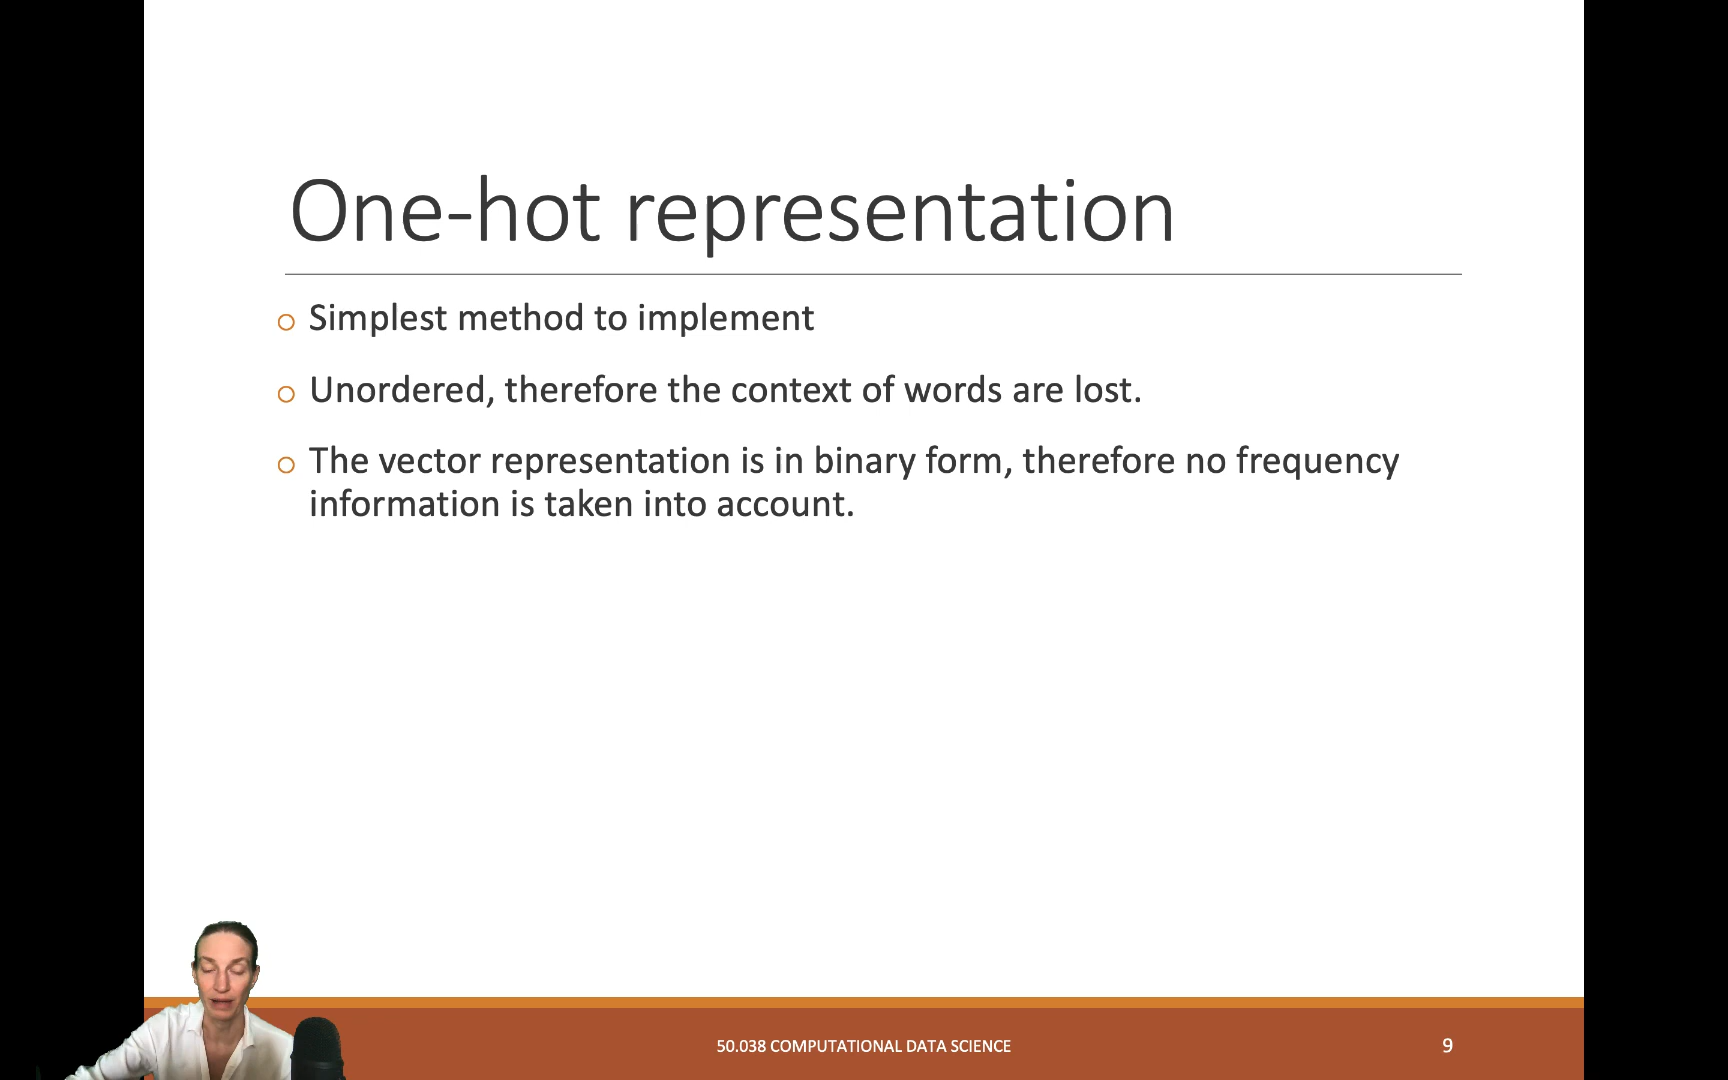 One-hot representation
Simplest method to implement
Unordered, therefore the context of words are lost.
The vector representation is in binary form, therefore no frequency
information is taken into account.
50.038 COMPUTATIONAL DATA SCIENCE
9